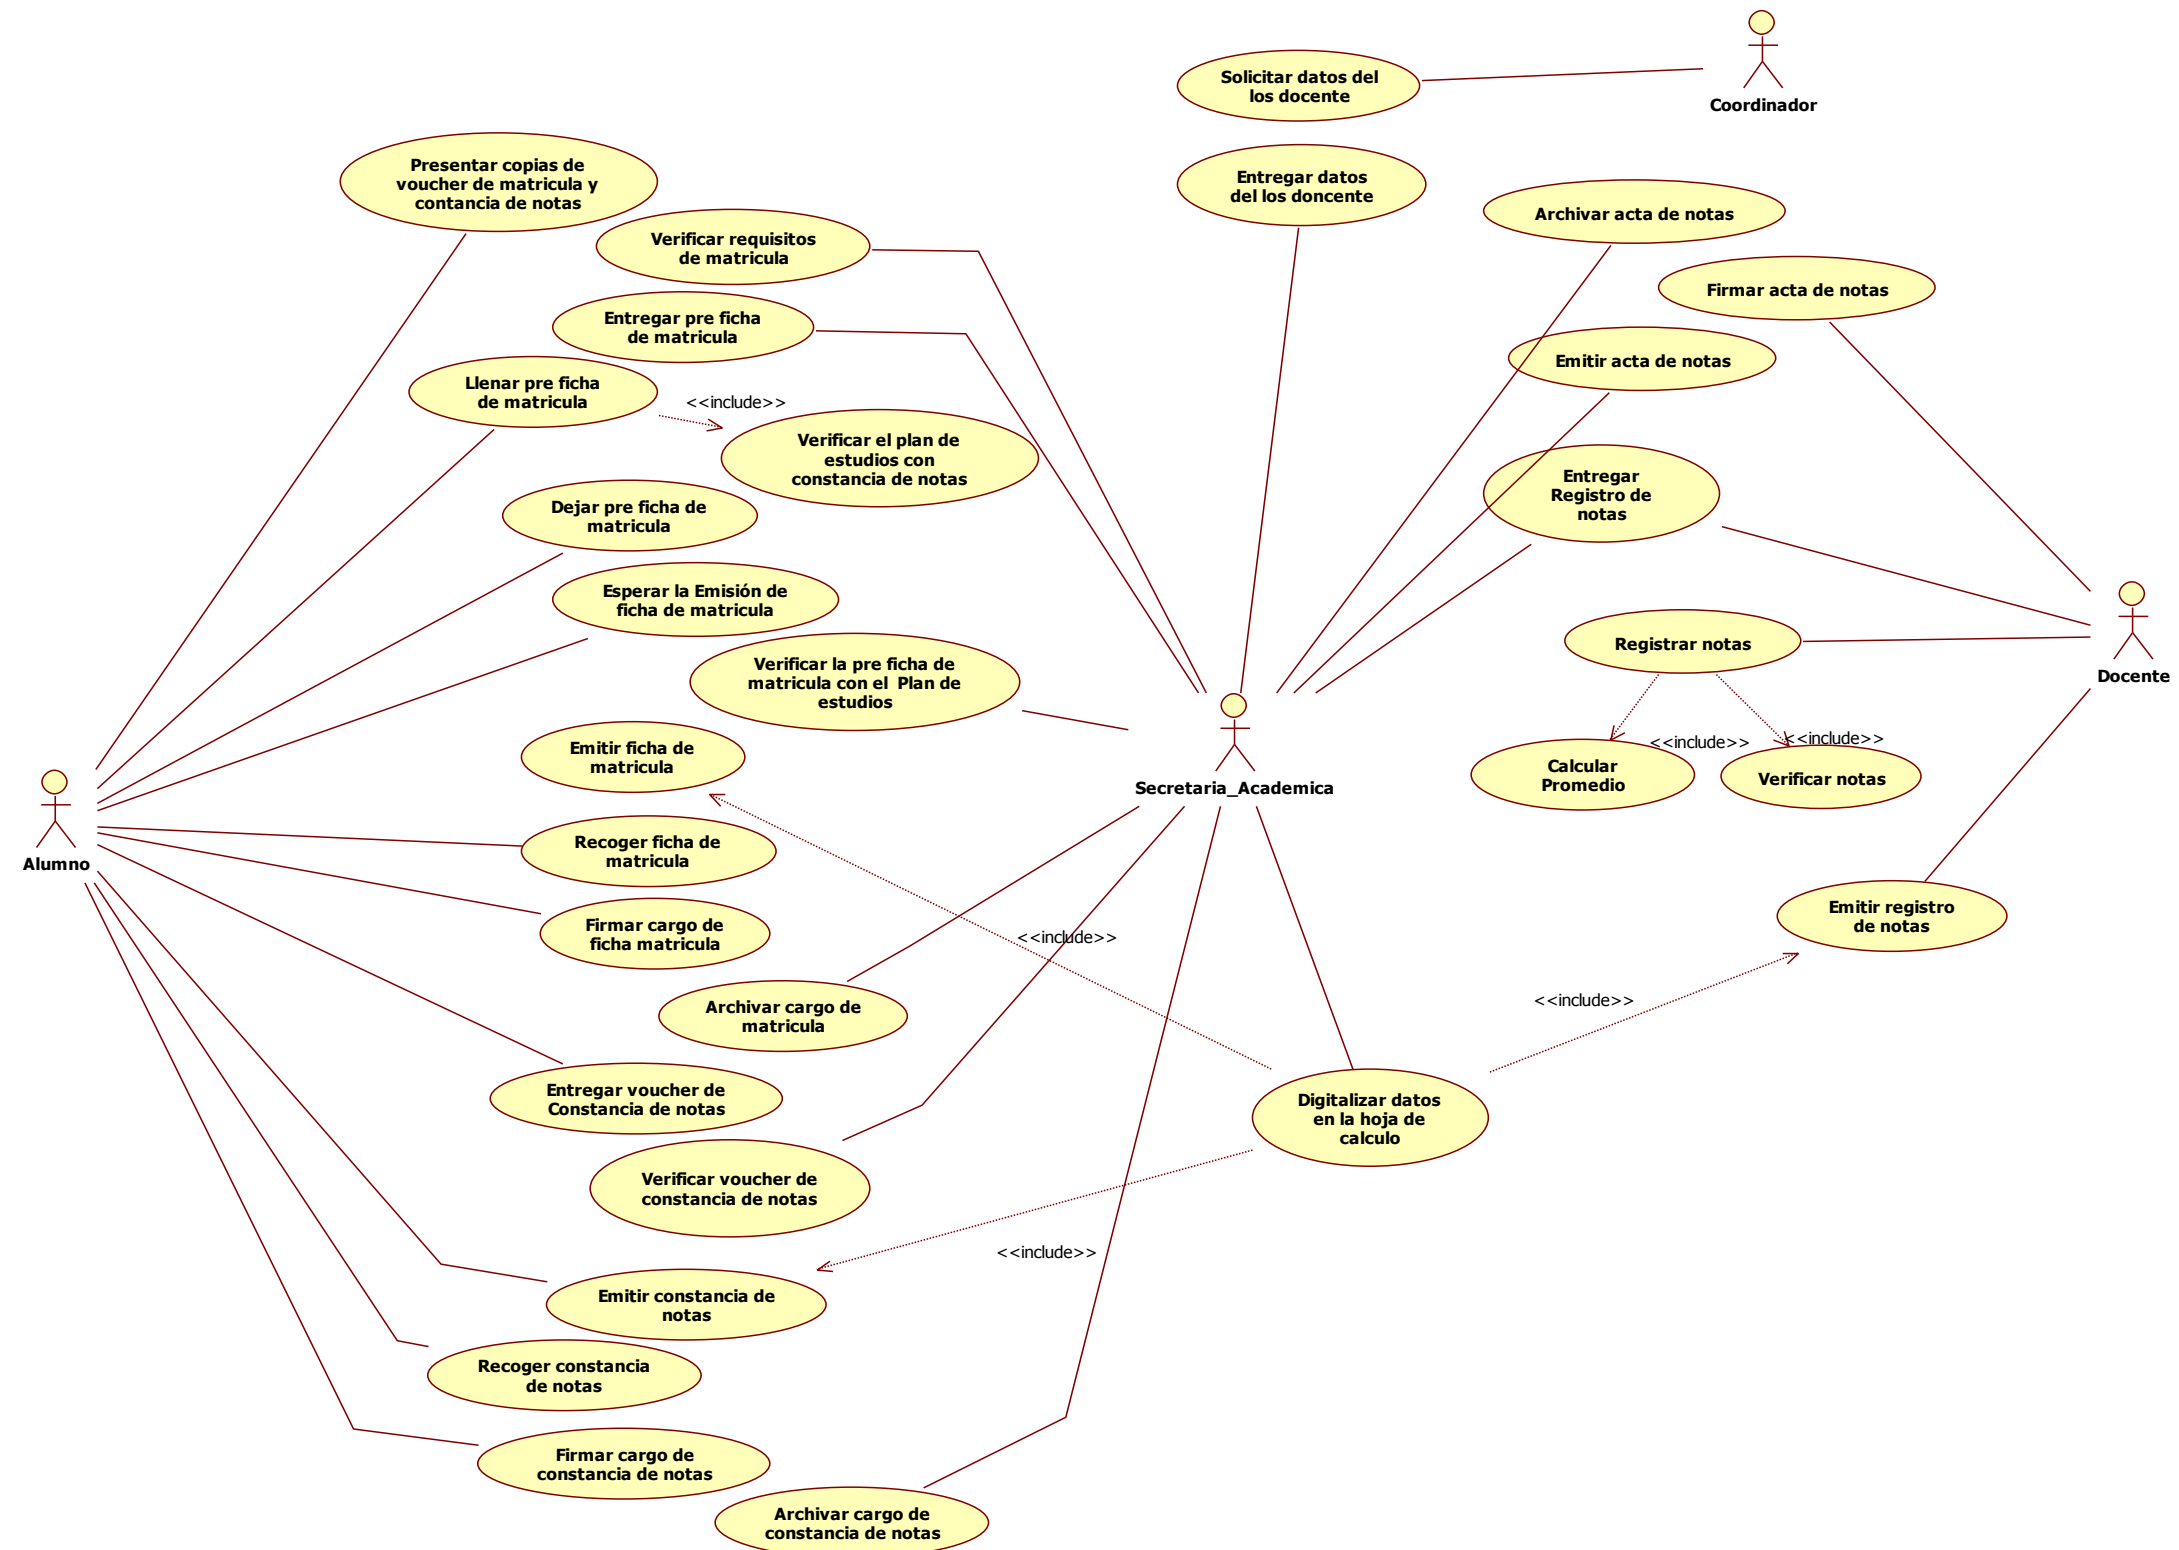 Solicitar datos del
los docente
Coordinador
Presentar copias de
voucher de matricula y
contancia de notas
Entregar datos
del los doncente
Archivar acta de notas
Verificar requisitos
de matricula
Firmar acta de notas
Entregar pre ficha
de matricula
Emitir acta de notas
Llenar pre ficha
de matricula
<<include>>
Verificar el plan de
estudios con
constancia de notas
Entregar
Registro de
notas
Dejar pre ficha de
matricula
Esperar la Emisión de
ficha de matricula
Registrar notas
Docente
Verificar la pre ficha de
matricula con el  Plan de
estudios
Emitir ficha de
matricula
<<include>>
<<include>>
Calcular
Promedio
Verificar notas
Secretaria_Academica
Alumno
Recoger ficha de
matricula
Firmar cargo de
ficha matricula
<<include>>
Emitir registro
de notas
Archivar cargo de
matricula
<<include>>
Entregar voucher de
Constancia de notas
Digitalizar datos
en la hoja de
calculo
Verificar voucher de
constancia de notas
<<include>>
Emitir constancia de
notas
Recoger constancia
de notas
Firmar cargo de
constancia de notas
Archivar cargo de
constancia de notas